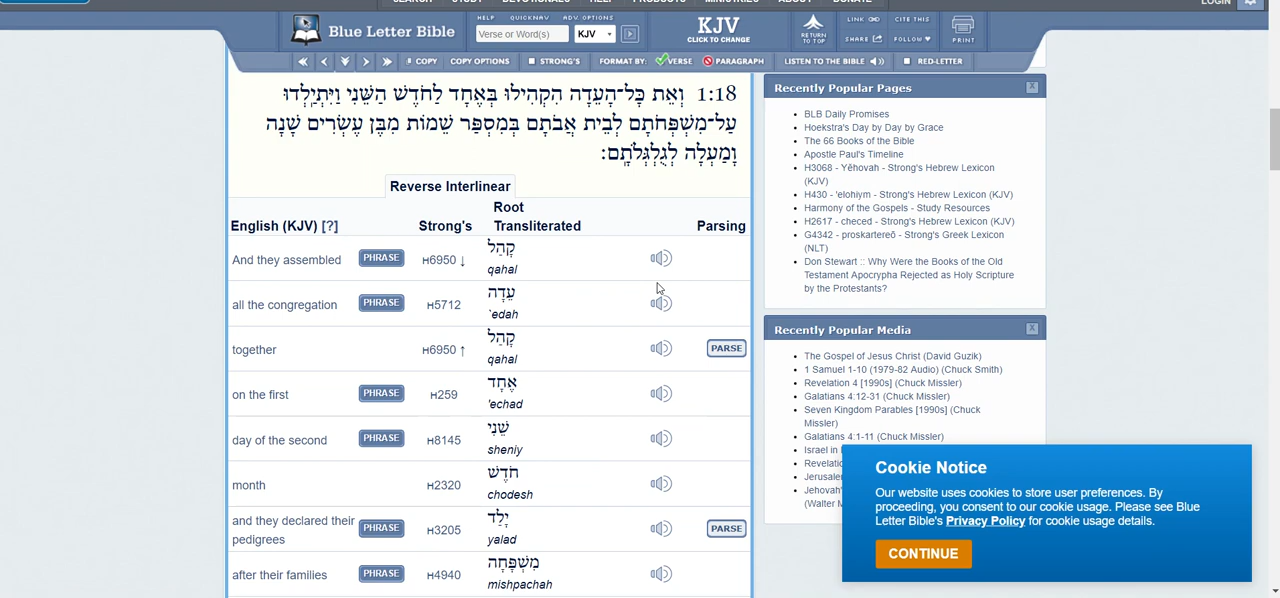 SEARCH STUDY DEVOTIONALS HELP PRODUCTS MINISTRIES ABOUT DONATE LOGIN
Blue Letter Bible
HELP QUICKNAV ADV OPTIONS
Verse or Word(s) KJV
KJV
CLICK TO CHANGE
RETURN
TO TOP
LINK CITE THIS
SHARE FOLLOW
PRINT
COPY COPY OPTIONS STRONG'S FORMAT BY: VERSE PARAGRAPH LISTEN TO THE BIBLE RED-LETTER
1:18 וְאֵת כָּל־הָעֵדָה הִקְהִילוּ בְּאֶחָד לַחֹדֶשׁ הַשֵּׁנִי וַיִּתְיַלְדוּ
עַל־מִשְׁפְּחֹתָם לְבֵית אֲבֹתָם בְּמִסְפַּר שֵׁמוֹת מִבֶּן עֶשְׂרִים שָׁנָה
וָמַעְלָה לְגֻלְגְּלֹתָם׃
Reverse Interlinear
English (KJV) [?] Strong's Root Transliterated Parsing
And they assembled PHRASE H6950 ↓ קָהַל
qahal
all the congregation PHRASE H5712 עֵדָה
`edah
together H6950 ↑ קָהַל PARSE
qahal
on the first PHRASE H259 אֶחָד
'echad
day of the second PHRASE H8145 שֵׁנִי
sheniy
month H2320 חֹדֶשׁ
chodesh
and they declared their PHRASE H3205 יָלַד PARSE
pedigrees yalad
after their families PHRASE H4940 מִשְׁפָּחָה
mishpachah
Recently Popular Pages X
BLB Daily Promises
Hoekstra's Day by Day by Grace
The 66 Books of the Bible
Apostle Paul's Timeline
H3068 - Yĕhovah - Strong's Hebrew Lexicon
(KJV)
H430 - 'elohiym - Strong's Hebrew Lexicon (KJV)
Harmony of the Gospels - Study Resources
H2617 - checed - Strong's Hebrew Lexicon (KJV)
G4342 - proskartereō - Strong's Greek Lexicon
(NLT)
Don Stewart :: Why Were the Books of the Old
Testament Apocrypha Rejected as Holy Scripture
by the Protestants?
Recently Popular Media X
The Gospel of Jesus Christ (David Guzik)
1 Samuel 1-10 (1979-82 Audio) (Chuck Smith)
Revelation 4 [1990s] (Chuck Missler)
Galatians 4:12-31 (Chuck Missler)
Seven Kingdom Parables [1990s] (Chuck
Missler)
Galatians 4:1-11 (Chuck Missler)
Israel in
(Walter
Cookie Notice
Our website uses cookies to store user preferences. By
proceeding, you consent to our cookie usage. Please see Blue
Letter Bible's Privacy Policy for cookie usage details.
CONTINUE